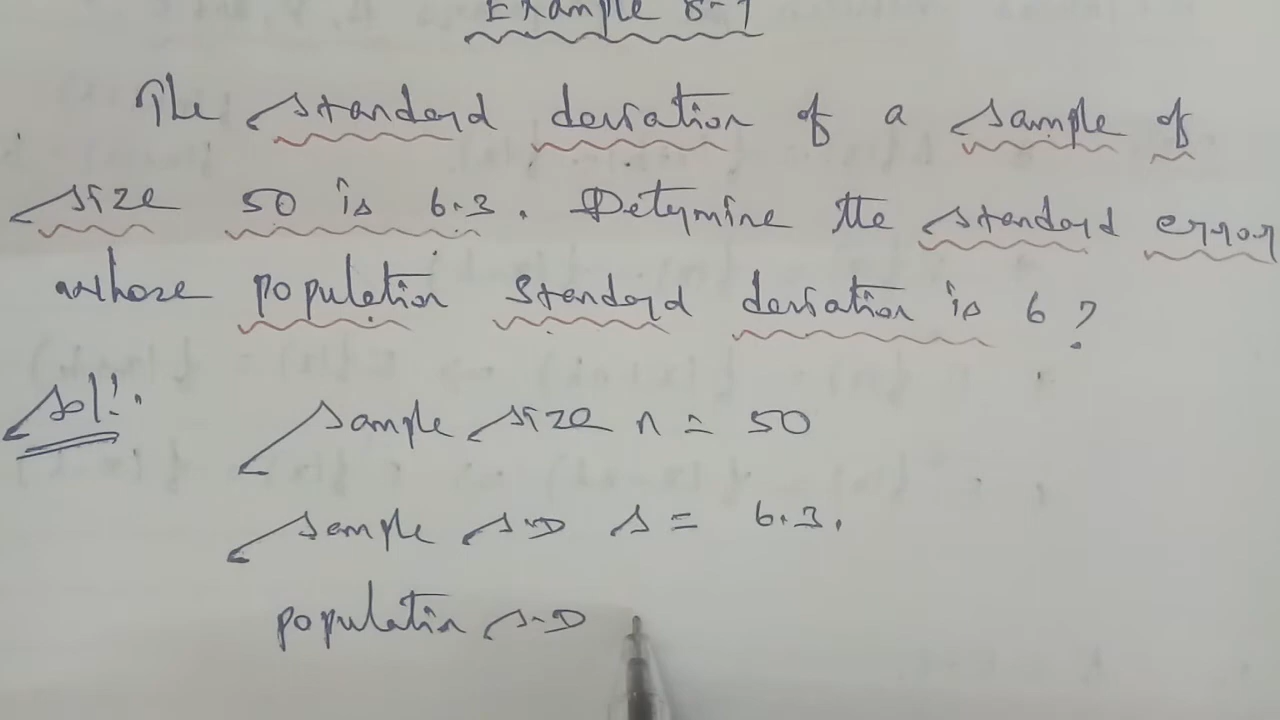 Example 8.1
The standard deviation of a sample of
size 50 is 6.3. Determine the standard error
whose population standard deviation is 6?
Sol:
sample size n = 50
sample S.D s = 6.3.
population S.D